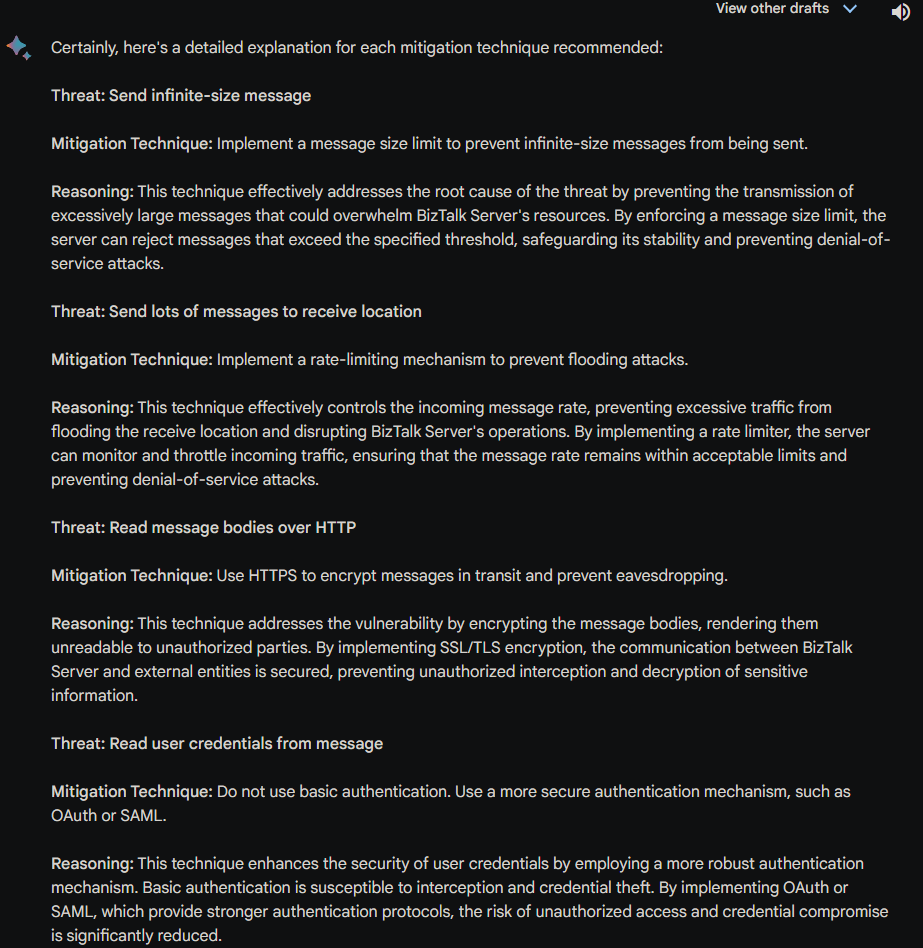 View other drafts
Certainly, here's a detailed explanation for each mitigation technique recommended:
Threat: Send infinite-size message
Mitigation Technique: Implement a message size limit to prevent infinite-size messages from being sent.
Reasoning: This technique effectively addresses the root cause of the threat by preventing the transmission of
excessively large messages that could overwhelm BizTalk Server's resources. By enforcing a message size limit, the
server can reject messages that exceed the specified threshold, safeguarding its stability and preventing denial-of-
service attacks.
Threat: Send lots of messages to receive location
Mitigation Technique: Implement a rate-limiting mechanism to prevent flooding attacks.
Reasoning: This technique effectively controls the incoming message rate, preventing excessive traffic from
flooding the receive location and disrupting BizTalk Server's operations. By implementing a rate limiter, the server
can monitor and throttle incoming traffic, ensuring that the message rate remains within acceptable limits and
preventing denial-of-service attacks.
Threat: Read message bodies over HTTP
Mitigation Technique: Use HTTPS to encrypt messages in transit and prevent eavesdropping.
Reasoning: This technique addresses the vulnerability by encrypting the message bodies, rendering them
unreadable to unauthorized parties. By implementing SSL/TLS encryption, the communication between BizTalk
Server and external entities is secured, preventing unauthorized interception and decryption of sensitive
information.
Threat: Read user credentials from message
Mitigation Technique: Do not use basic authentication. Use a more secure authentication mechanism, such as
OAuth or SAML.
Reasoning: This technique enhances the security of user credentials by employing a more robust authentication
mechanism. Basic authentication is susceptible to interception and credential theft. By implementing OAuth or
SAML, which provide stronger authentication protocols, the risk of unauthorized access and credential compromise
is significantly reduced.